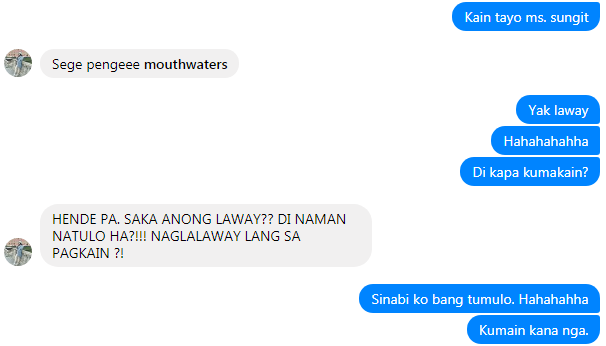 Kain tayo ms. sungit
Sege pengeee mouthwaters
Yak laway
Hahahahahha
Di kapa kumakain?
HENDE PA. SAKA ANONG LAWAY?? DI NAMAN
NATULO HA?!!! NAGLALAWAY LANG SA
PAGKAIN ?!
Sinabi ko bang tumulo. Hahahahha
Kumain kana nga.